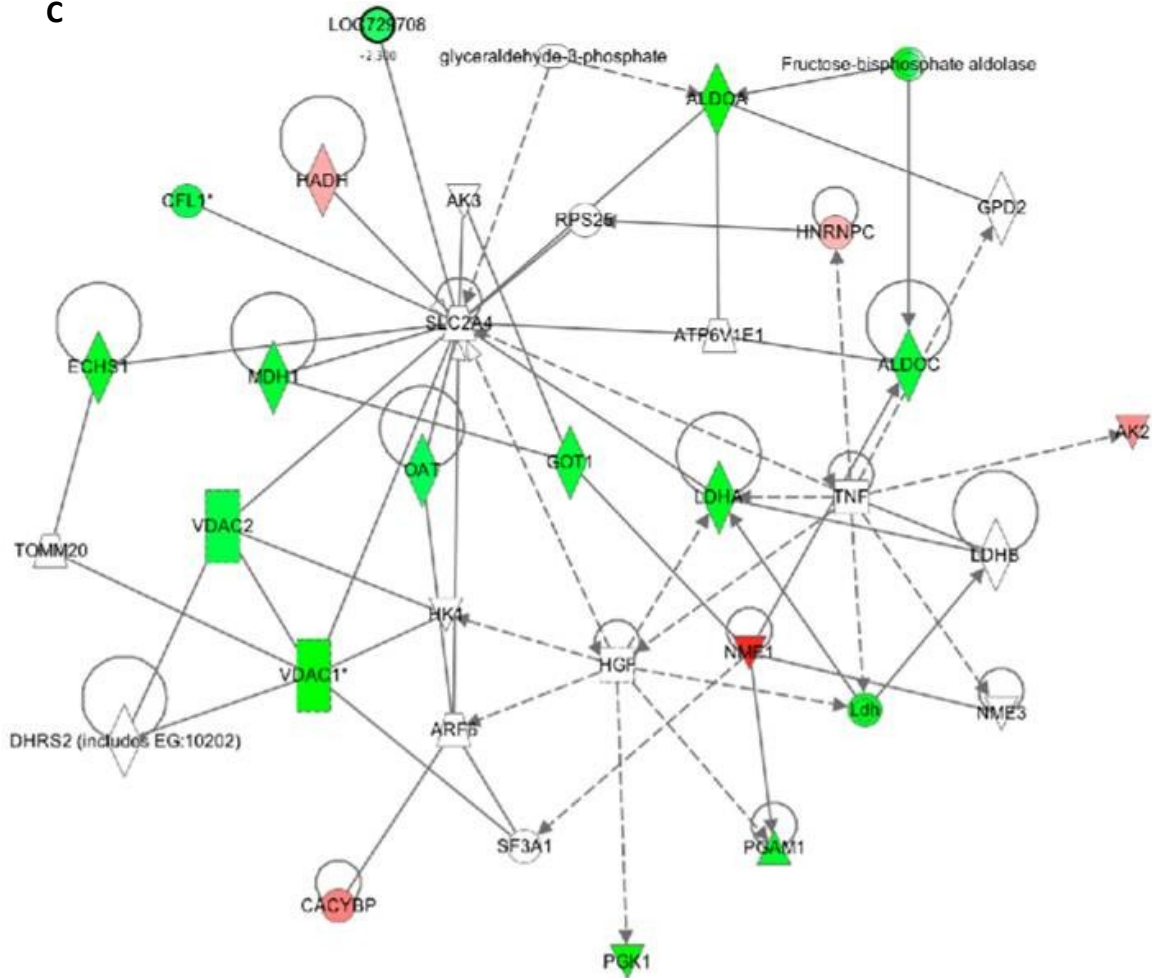 C
LOC729708
-2.300
glyceraldehyde-3-phosphate
Fructose-bisphosphate aldolase
ALDOA
HADH
CFL1*
AK3
RPS25
HNRNPC
GPD2
SLC2A4
ATP6V1E1
ECHS1
MDH1
ALDOC
AK2
OAT
GOT1
LDHA
TNF
VDAC2
TOMM20
LDHB
HK1
NME1
HGF
VDAC1*
Ldh
NME3
ARF6
DHRS2 (includes EG:10202)
SF3A1
PGAM1
CACYBP
PGK1